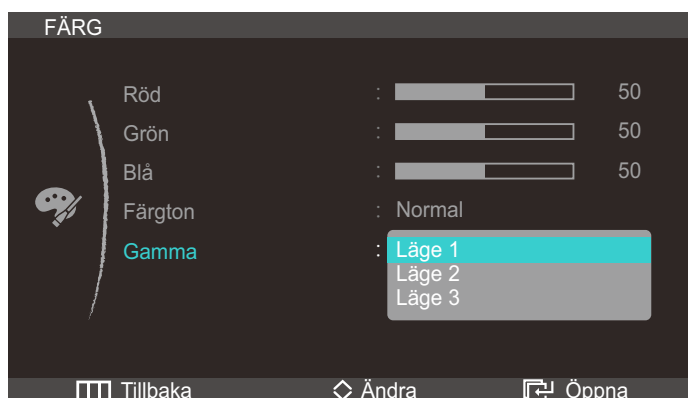 FÄRG
Röd : 50
Grön : 50
Blå : 50
Färgton : Normal
Gamma : Läge 1
Läge 2
Läge 3
Tillbaka Ändra Öppna